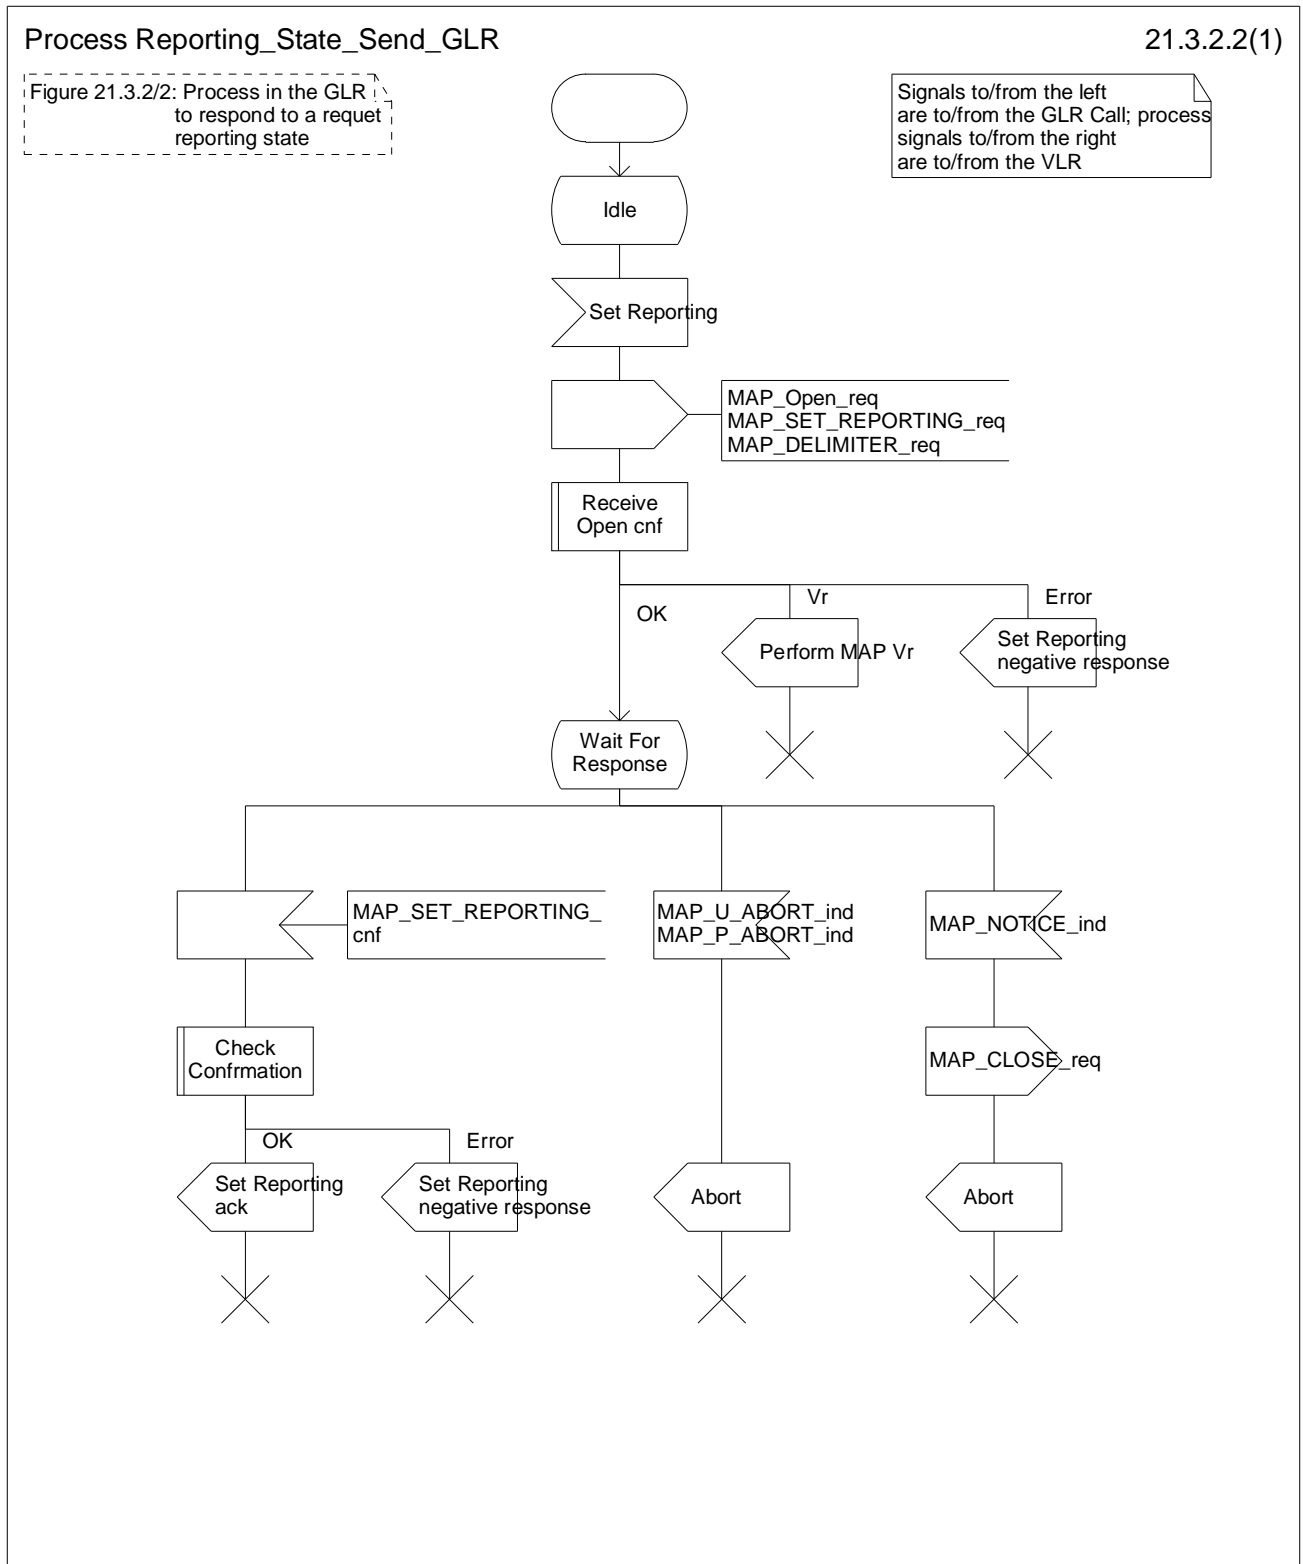 Process Reporting_State_Send_GLR
21.3.2.2(1)
Figure 21.3.2/2: Process in the GLR
to respond to a requet
reporting state
Signals to/from the left
are to/from the GLR Call; process
signals to/from the right
are to/from the VLR
Idle
Set Reporting
MAP_Open_req
MAP_SET_REPORTING_req
MAP_DELIMITER_req
Receive
Open cnf
OK
Vr
Error
Perform MAP Vr
Set Reporting
negative response
Wait For
Response
MAP_SET_REPORTING_
cnf
MAP_U_ABORT_ind
MAP_P_ABORT_ind
MAP_NOTICE_ind
Check
Confrmation
MAP_CLOSE_req
OK
Error
Set Reporting
ack
Set Reporting
negative response
Abort
Abort